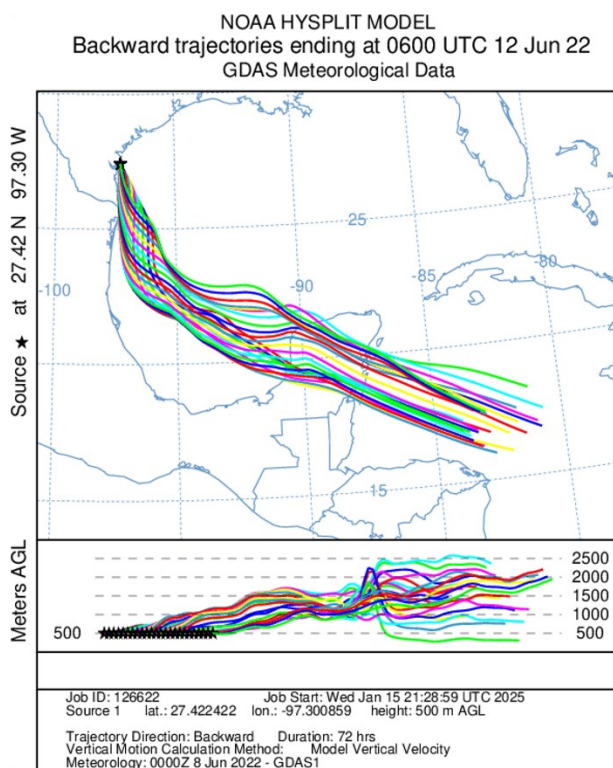 NOAA HYSPLIT MODEL
Backward trajectories ending at 0600 UTC 12 Jun 22
GDAS Meteorological Data
Source ★ at 27.42 N 97.30 W
25
-80
-85
-90
-100
15
Meters AGL
2500
2000
1500
1000
500
500
Job ID: 126622 Job Start: Wed Jan 15 21:28:59 UTC 2025
Source 1 lat.: 27.422422 lon.: -97.300859 height: 500 m AGL
Trajectory Direction: Backward Duration: 72 hrs
Vertical Motion Calculation Method: Model Vertical Velocity
Meteorology: 0000Z 8 Jun 2022 - GDAS1